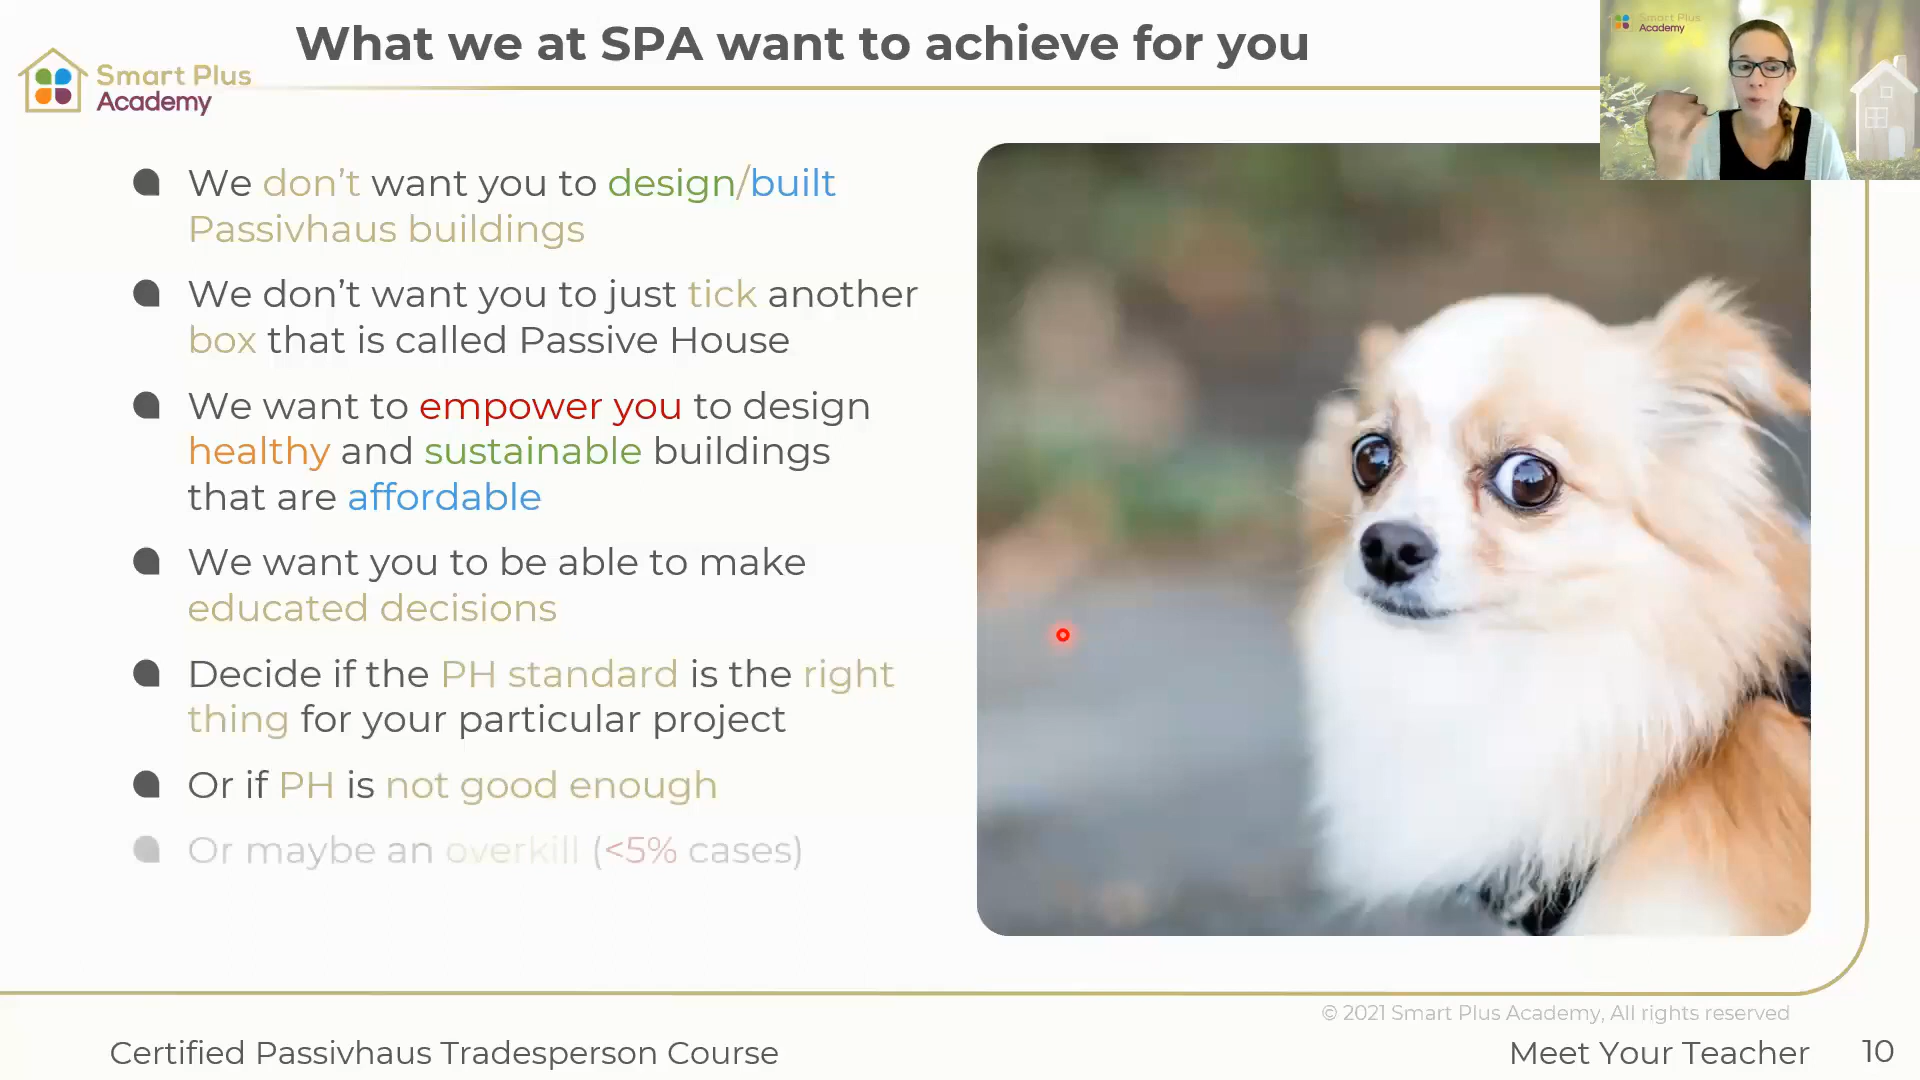 What we at SPA want to achieve for you
Smart Plus
Academy
Smart Plus
Academy
We don’t want you to design/built
Passivhaus buildings
We don’t want you to just tick another
box that is called Passive House
We want to empower you to design
healthy and sustainable buildings
that are affordable
We want you to be able to make
educated decisions
Decide if the PH standard is the right
thing for your particular project
Or if PH is not good enough
Or maybe an overkill (<5% cases)
© 2021 Smart Plus Academy, All rights reserved
Certified Passivhaus Tradesperson Course
Meet Your Teacher
10